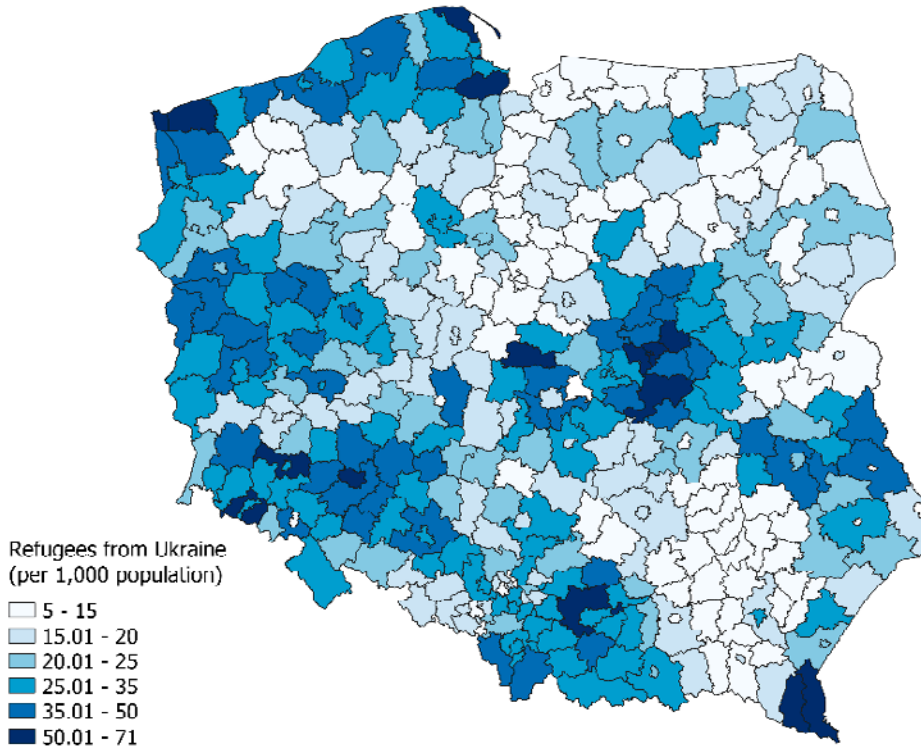 Refugees from Ukraine
(per 1,000 population)
5 - 15
15.01 - 20
20.01 - 25
25.01 - 35
35.01 - 50
50.01 - 71